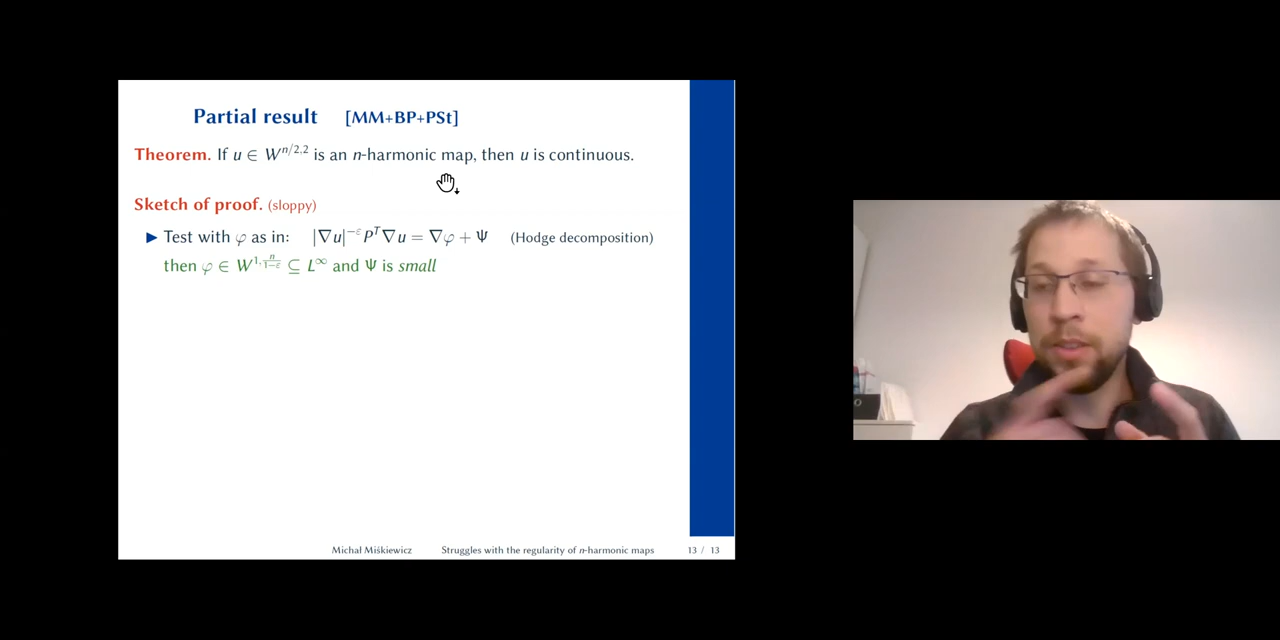 Partial result [MM+BP+PSt]
Theorem. If u ∈ W^{n/2,2} is an n-harmonic map, then u is continuous.
Sketch of proof. (sloppy)
▶ Test with φ as in: |∇u|^{−ε} P^T ∇u = ∇φ + Ψ (Hodge decomposition)
then φ ∈ W^{1, n/(1−ε)} ⊆ L^∞ and Ψ is small
Michał Miśkiewicz Struggles with the regularity of n-harmonic maps 13 / 13